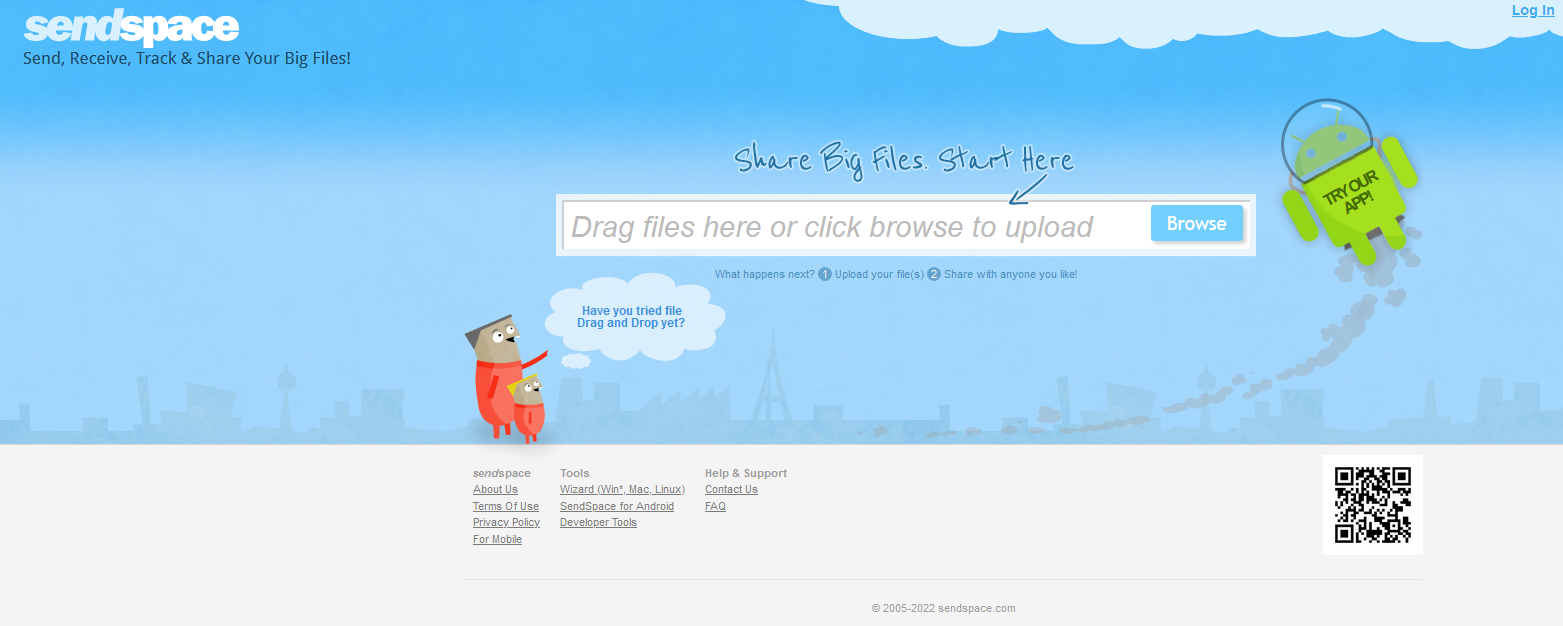 sendspace
Log In
Send, Receive, Track & Share Your Big Files!
Share Big Files. Start Here
TRY OUR
APP!
Drag files here or click browse to upload
Browse
What happens next? 1 Upload your file(s) 2 Share with anyone you like!
Have you tried file
Drag and Drop yet?
sendspace
About Us
Terms Of Use
Privacy Policy
For Mobile
Tools
Wizard (Win*, Mac, Linux)
SendSpace for Android
Developer Tools
Help & Support
Contact Us
FAQ
© 2005-2022 sendspace.com